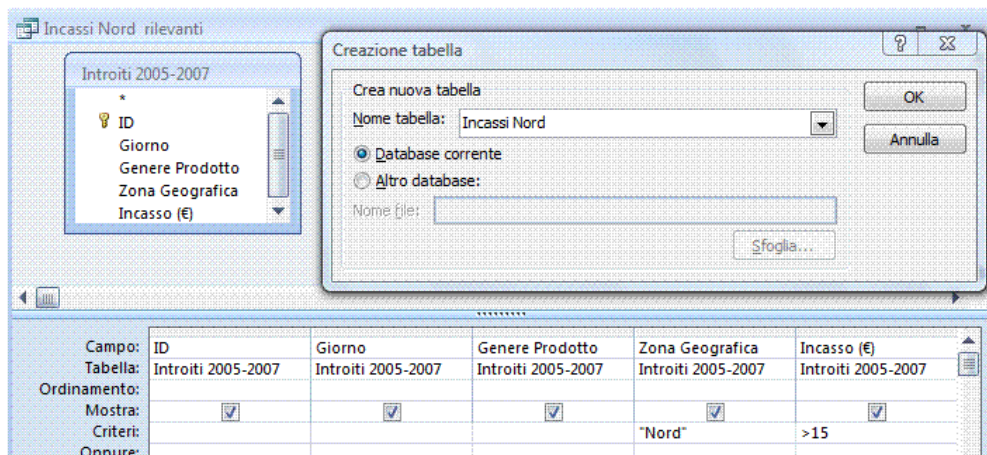 Incassi Nord rilevanti
Introiti 2005-2007
*
ID
Giorno
Genere Prodotto
Zona Geografica
Incasso (€)
Creazione tabella
?
Crea nuova tabella
Nome tabella: Incassi Nord
Database corrente
Altro database:
Nome file:
Sfoglia...
OK
Annulla
Campo: ID Giorno Genere Prodotto Zona Geografica Incasso (€)
Tabella: Introiti 2005-2007 Introiti 2005-2007 Introiti 2005-2007 Introiti 2005-2007 Introiti 2005-2007
Ordinamento:
Mostra:
Criteri: "Nord" >15
Oppure: